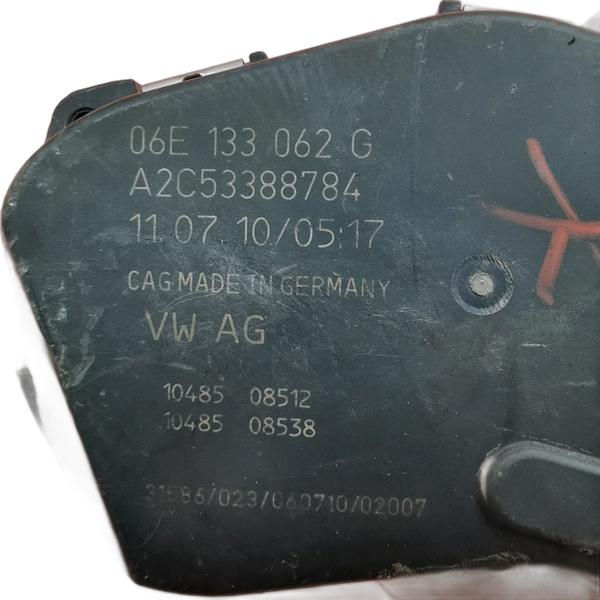 06E 133 062 G
A2C53388784
11.07.10/05:17
CAG MADE IN GERMANY
VW AG
10485 08512
10485 08538
31586/023/060710/02007